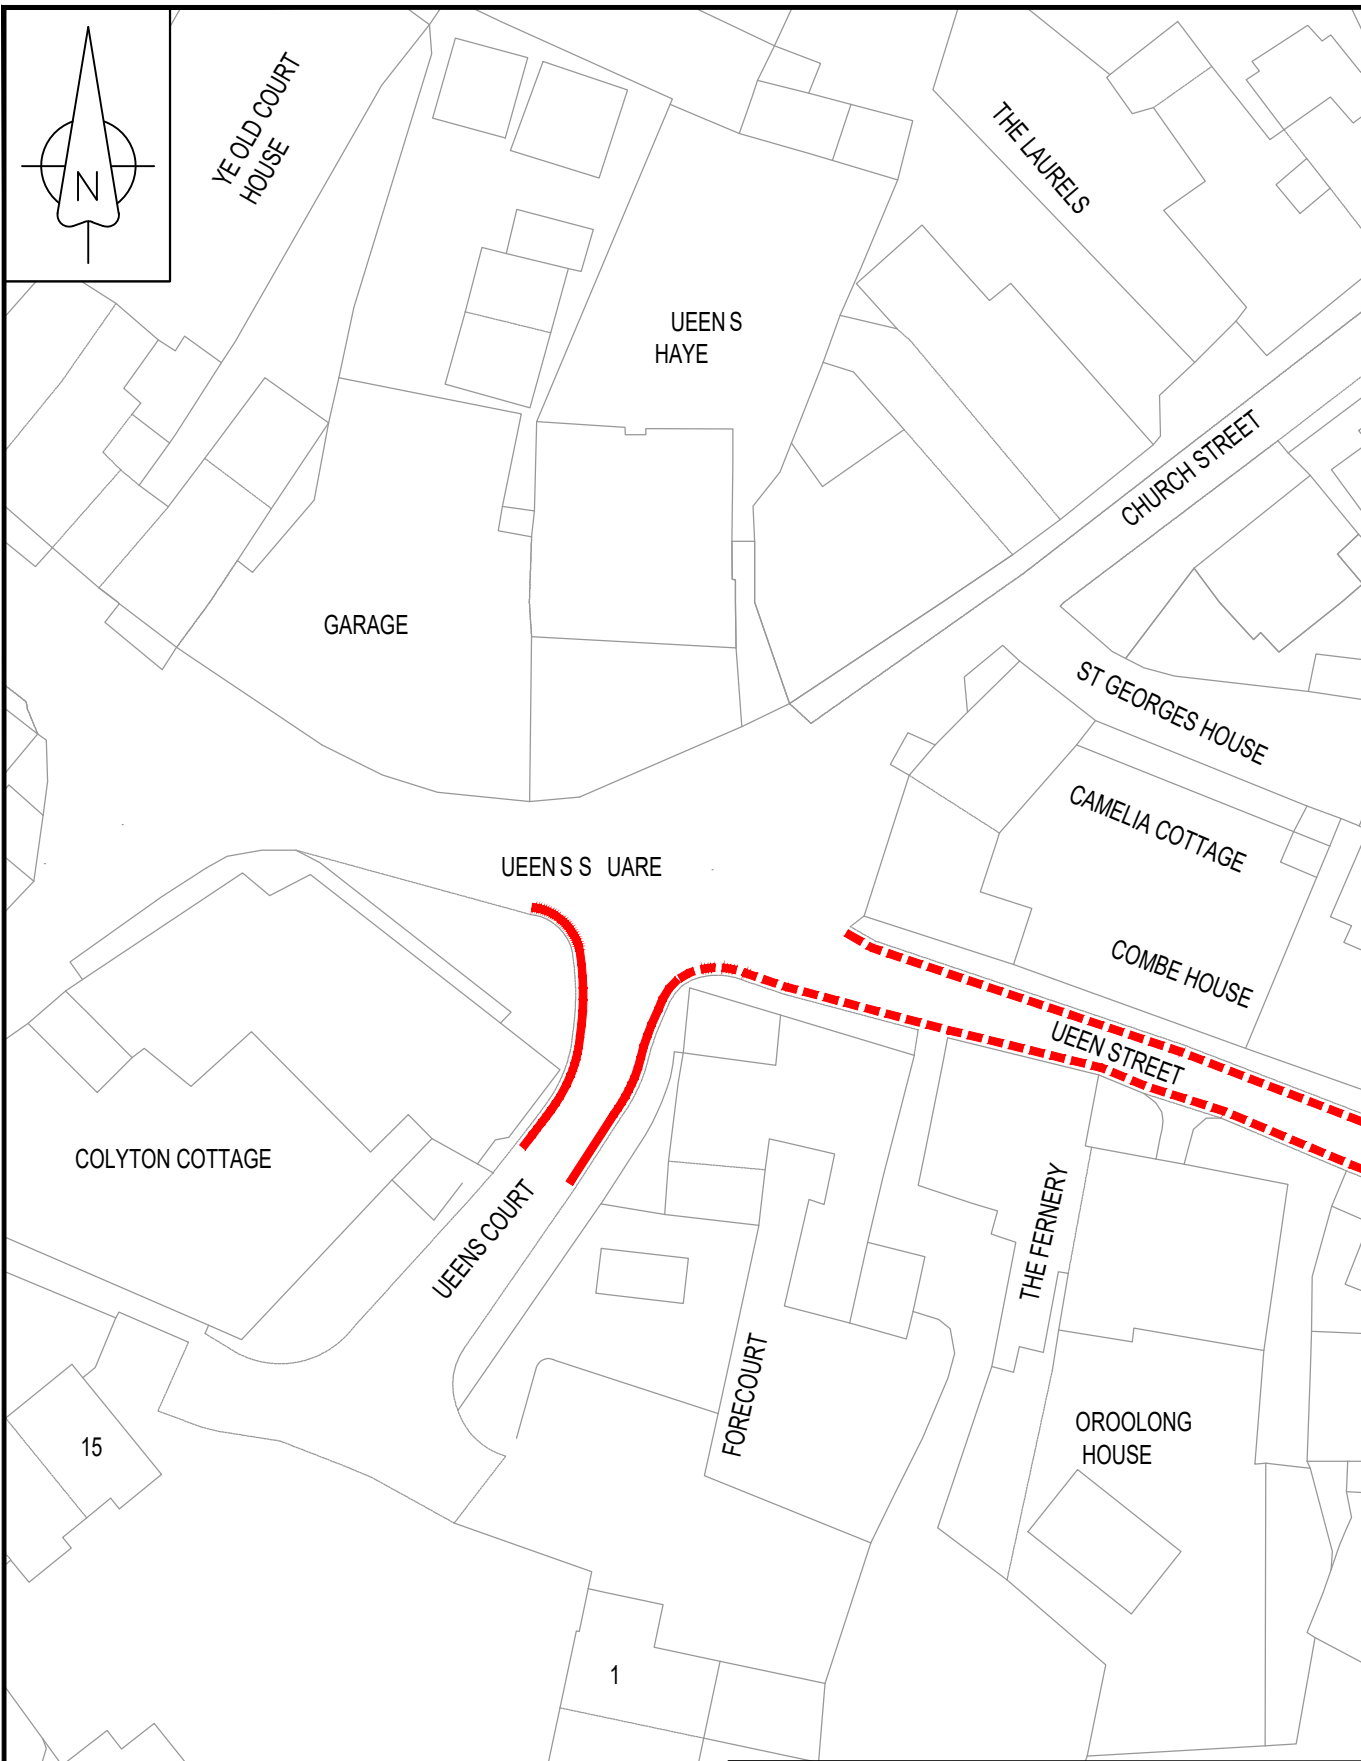 N
YE OLD COURT
HOUSE
THE LAURELS
UEEN S
HAYE
CHURCH STREET
GARAGE
ST GEORGES HOUSE
CAMELIA COTTAGE
UEEN S S UARE
COMBE HOUSE
UEEN STREET
COLYTON COTTAGE
UEENS COURT
THE FERNERY
FORECOURT
OROOLONG
HOUSE
15
1